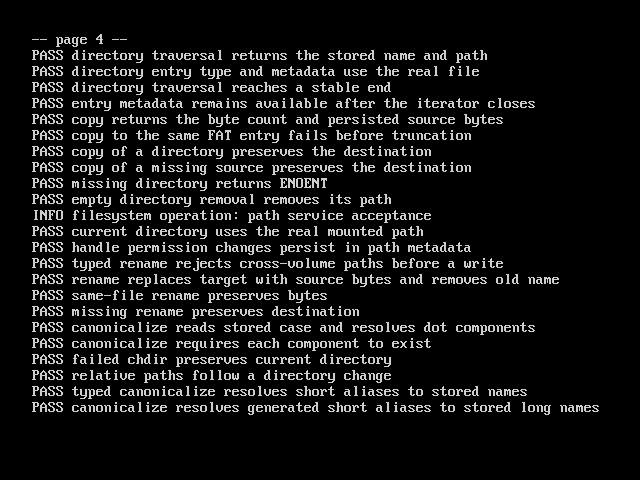 -- page 4 --
PASS directory traversal returns the stored name and path
PASS directory entry type and metadata use the real file
PASS directory traversal reaches a stable end
PASS entry metadata remains available after the iterator closes
PASS copy returns the byte count and persisted source bytes
PASS copy to the same FAT entry fails before truncation
PASS copy of a directory preserves the destination
PASS copy of a missing source preserves the destination
PASS missing directory returns ENOENT
PASS empty directory removal removes its path
INFO filesystem operation: path service acceptance
PASS current directory uses the real mounted path
PASS handle permission changes persist in path metadata
PASS typed rename rejects cross-volume paths before a write
PASS rename replaces target with source bytes and removes old name
PASS same-file rename preserves bytes
PASS missing rename preserves destination
PASS canonicalize reads stored case and resolves dot components
PASS canonicalize requires each component to exist
PASS failed chdir preserves current directory
PASS relative paths follow a directory change
PASS typed canonicalize resolves short aliases to stored names
PASS canonicalize resolves generated short aliases to stored long names